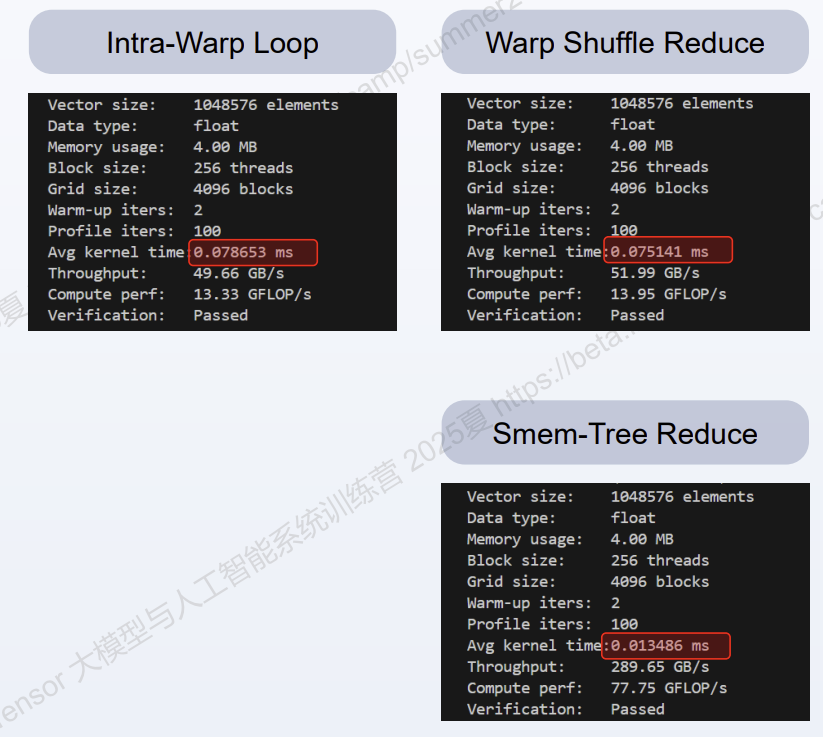 Intra-Warp Loop
Vector size: 1048576 elements
Data type: float
Memory usage: 4.00 MB
Block size: 256 threads
Grid size: 4096 blocks
Warm-up iters: 2
Profile iters: 100
Avg kernel time:0.078653 ms
Throughput: 49.66 GB/s
Compute perf: 13.33 GFLOP/s
Verification: Passed
Warp Shuffle Reduce
Vector size: 1048576 elements
Data type: float
Memory usage: 4.00 MB
Block size: 256 threads
Grid size: 4096 blocks
Warm-up iters: 2
Profile iters: 100
Avg kernel time:0.075141 ms
Throughput: 51.99 GB/s
Compute perf: 13.95 GFLOP/s
Verification: Passed
Smem-Tree Reduce
Vector size: 1048576 elements
Data type: float
Memory usage: 4.00 MB
Block size: 256 threads
Grid size: 4096 blocks
Warm-up iters: 2
Profile iters: 100
Avg kernel time:0.013486 ms
Throughput: 289.65 GB/s
Compute perf: 77.75 GFLOP/s
Verification: Passed
大模型与人工智能系统训练营 2025夏 https://beta.